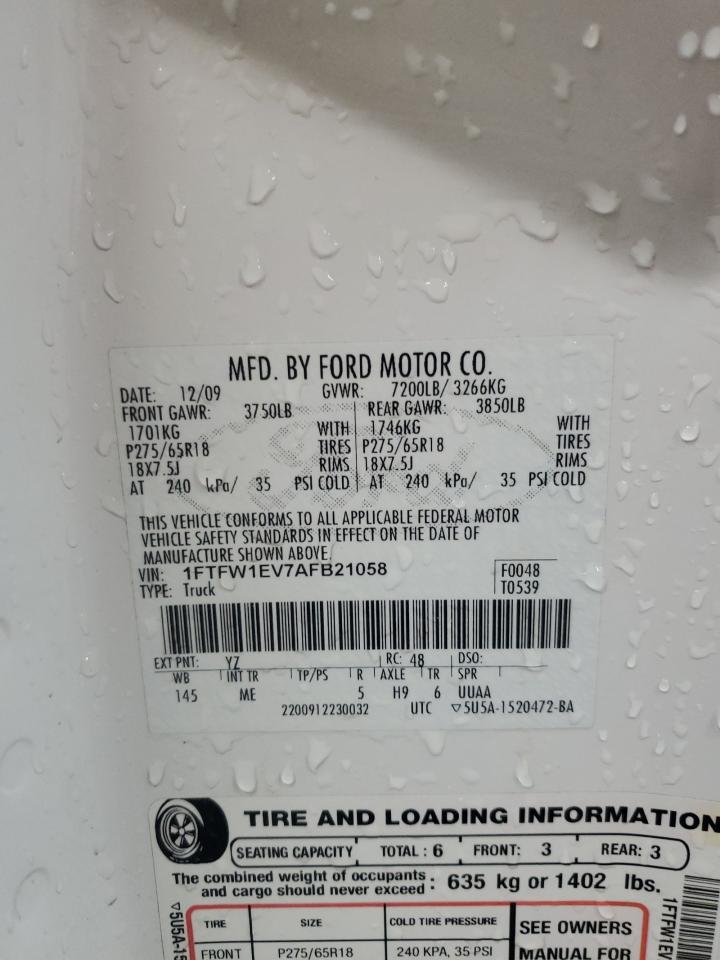 MFD. BY FORD MOTOR CO.
DATE: 12/09 GVWR: 7200LB/ 3266KG
FRONT GAWR: 3750LB REAR GAWR: 3850LB
1701KG WITH 1746KG WITH
P275/65R18 TIRES P275/65R18 TIRES
18X7.5J RIMS 18X7.5J RIMS
AT 240 kPa/ 35 PSI COLD AT 240 kPa/ 35 PSI COLD
THIS VEHICLE CONFORMS TO ALL APPLICABLE FEDERAL MOTOR
VEHICLE SAFETY STANDARDS IN EFFECT ON THE DATE OF
MANUFACTURE SHOWN ABOVE.
VIN: 1FTFW1EV7AFB21058 F0048
TYPE: Truck T0539
EXT PNT: YZ RC: 48 DSO:
WB INT TR TP/PS R AXLE TR SPR
145 ME 5 H9 6 UUAA
2200912230032 UTC ▽5U5A-1520472-BA
TIRE AND LOADING INFORMATION
SEATING CAPACITY TOTAL: 6 FRONT: 3 REAR: 3
The combined weight of occupants
and cargo should never exceed : 635 kg or 1402 lbs.
TIRE SIZE COLD TIRE PRESSURE SEE OWNERS
FRONT P275/65R18 240 KPA, 35 PSI MANUAL FOR
▽5U5A-15
1FTFW1EV